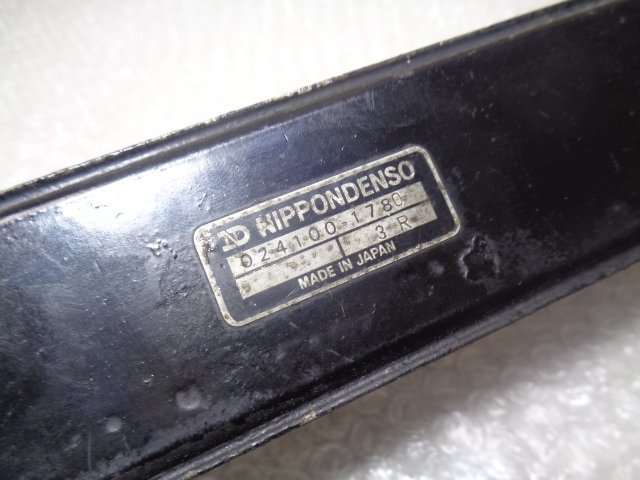 ND NIPPONDENSO
024100-1780
3 R
MADE IN JAPAN